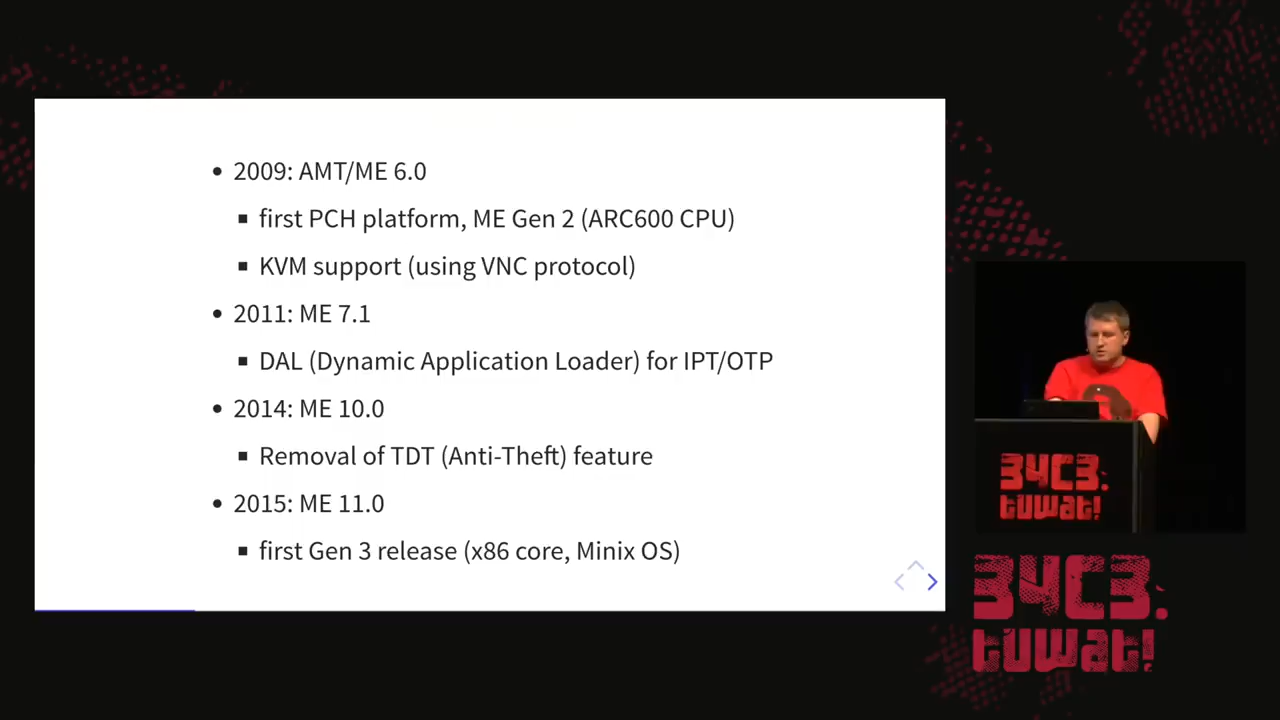 • 2009: AMT/ME 6.0
▪ first PCH platform, ME Gen 2 (ARC600 CPU)
▪ KVM support (using VNC protocol)
• 2011: ME 7.1
▪ DAL (Dynamic Application Loader) for IPT/OTP
• 2014: ME 10.0
▪ Removal of TDT (Anti-Theft) feature
• 2015: ME 11.0
▪ first Gen 3 release (x86 core, Minix OS)
34C3:
tuwat!
34C3:
tuwat!